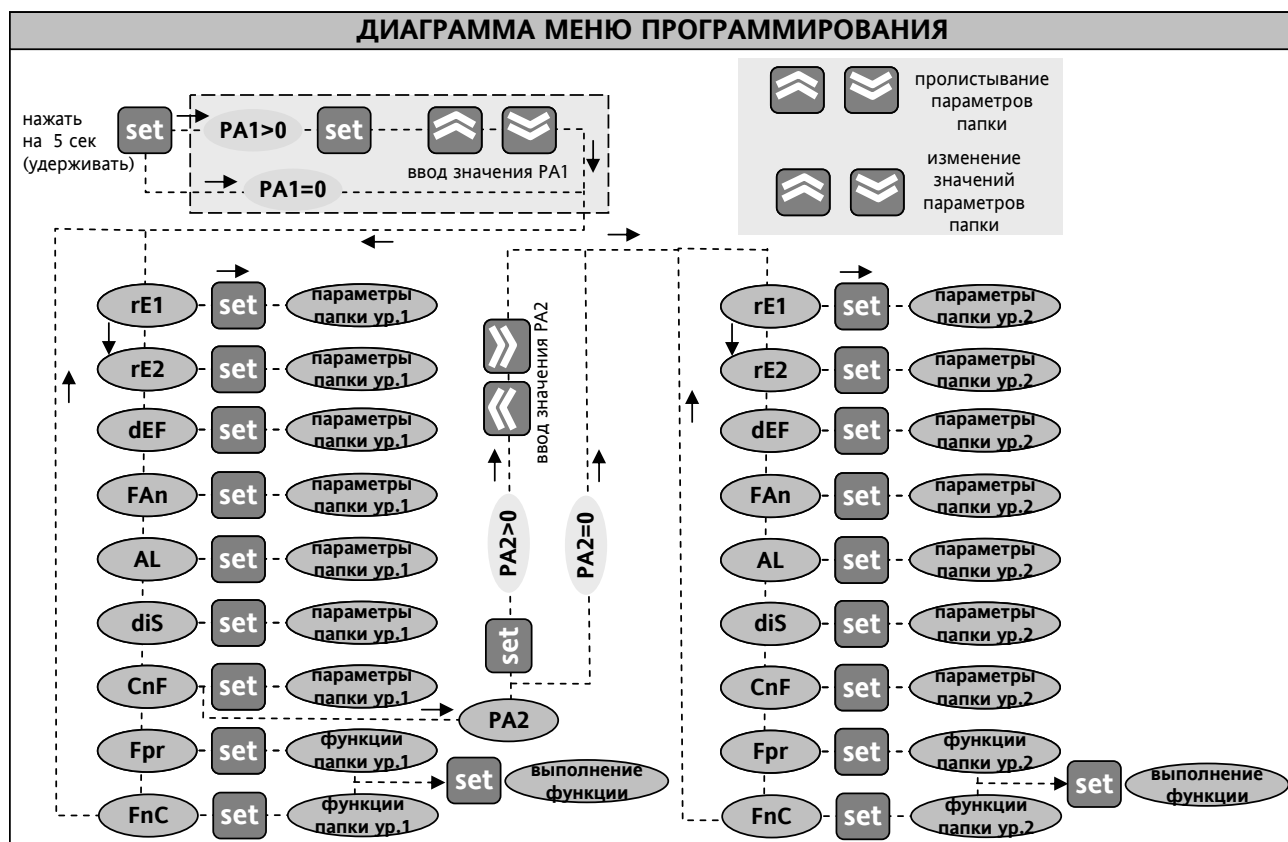 ДИАГРАММА МЕНЮ ПРОГРАММИРОВАНИЯ
нажать
на 5 сек
(удерживать)
set
PA1>0
set
ввод значения PA1
PA1=0
пролистывание
параметров
папки
изменение
значений
параметров
папки
rE1
set
параметры
папки ур.1
rE2
set
параметры
папки ур.1
dEF
set
параметры
папки ур.1
FAn
set
параметры
папки ур.1
AL
set
параметры
папки ур.1
diS
set
параметры
папки ур.1
CnF
set
параметры
папки ур.1
Fpr
set
функции
папки ур.1
FnC
set
функции
папки ур.1
set
выполнение
функции
ввод значения PA2
PA2>0
PA2=0
set
PA2
rE1
set
параметры
папки ур.2
rE2
set
параметры
папки ур.2
dEF
set
параметры
папки ур.2
FAn
set
параметры
папки ур.2
AL
set
параметры
папки ур.2
diS
set
параметры
папки ур.2
CnF
set
параметры
папки ур.2
Fpr
set
функции
папки ур.2
FnC
set
функции
папки ур.2
set
выполнение
функции